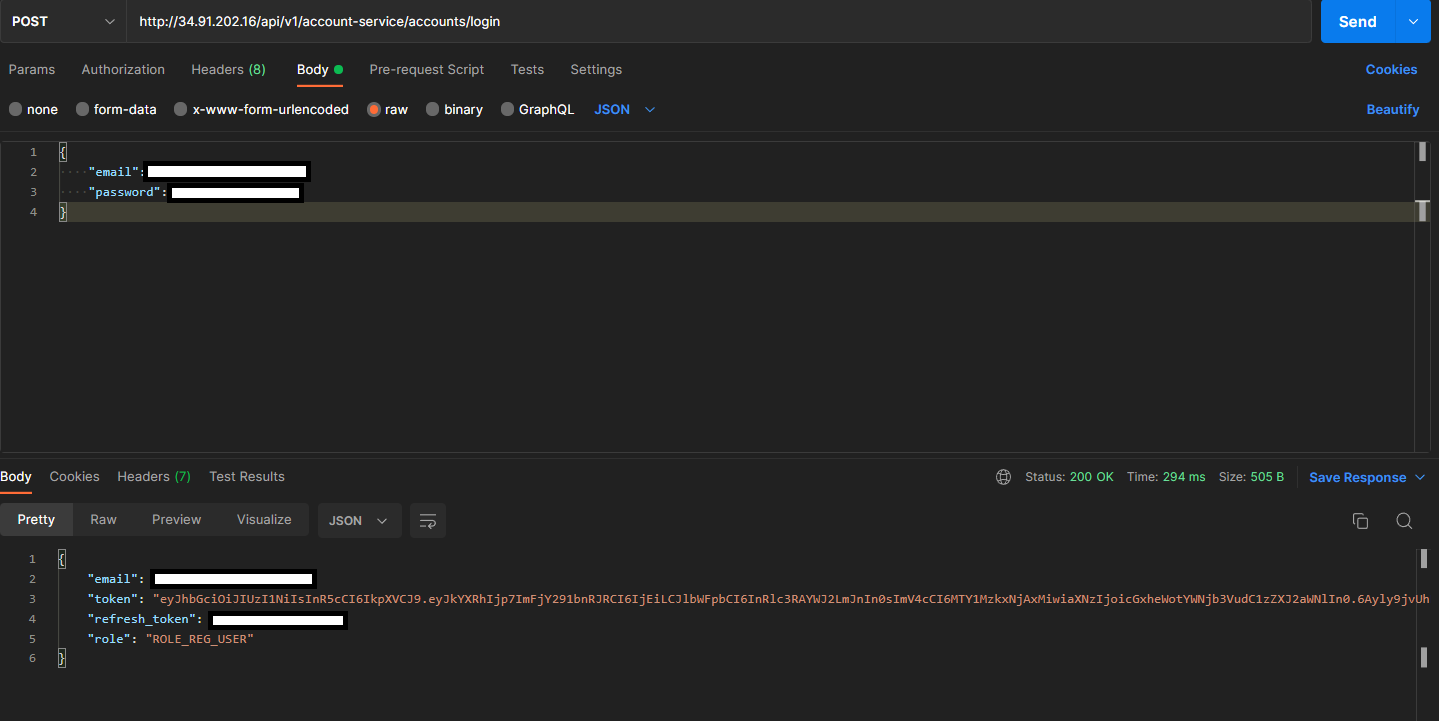 POST http://34.91.202.16/api/v1/account-service/accounts/login Send
Params Authorization Headers (8) Body Pre-request Script Tests Settings Cookies
none form-data x-www-form-urlencoded raw binary GraphQL JSON Beautify
1 {
2 "email":
3 "password":
4 }
Body Cookies Headers (7) Test Results Status: 200 OK Time: 294 ms Size: 505 B Save Response
Pretty Raw Preview Visualize JSON
1 {
2 "email":
3 "token": "eyJhbGciOiJIUzI1NiIsInR5cCI6IkpXVCJ9.eyJkYXRhIjp7ImFjY291bnRJRCI6IjEiLCJlbWFpbCI6InRlc3RAYWJ2LmJnIn0sImV4cCI6MTY1MzkxNjAxMiwiaXNzIjoicGxheWotYWNjb3VudC1zZXJ2aWNlIn0.6Ayly9jvUh
4 "refresh_token":
5 "role": "ROLE_REG_USER"
6 }